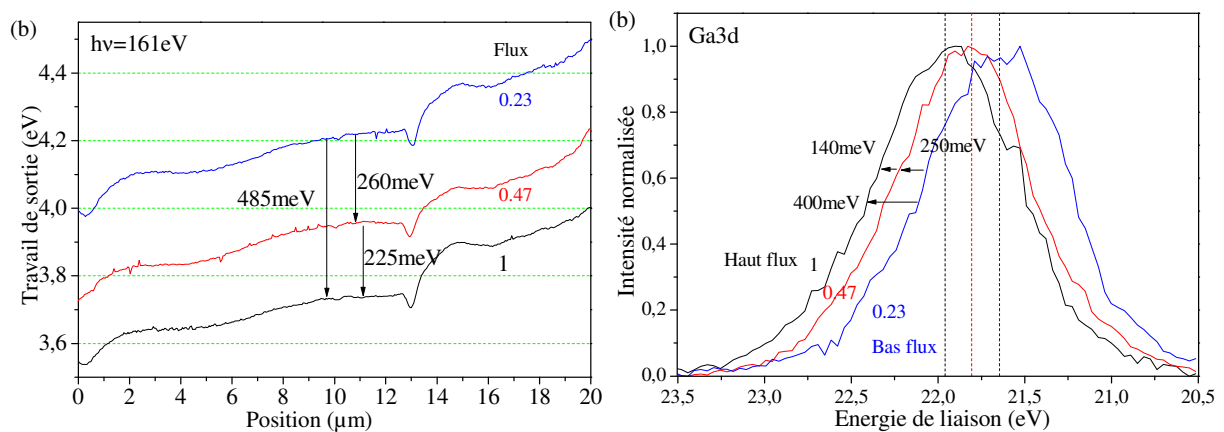 (b)
hν=161eV
Flux
0.23
0.47
1
485meV
260meV
225meV
4,4
4,2
4,0
3,8
3,6
Travail de sortie (eV)
0 2 4 6 8 10 12 14 16 18 20
Position (µm)
(b)
Ga3d
140meV
250meV
400meV
Haut flux
1
0.47
0.23
Bas flux
1,0
0,8
0,6
0,4
0,2
0,0
Intensité normalisée
23,5 23,0 22,5 22,0 21,5 21,0 20,5
Energie de liaison (eV)